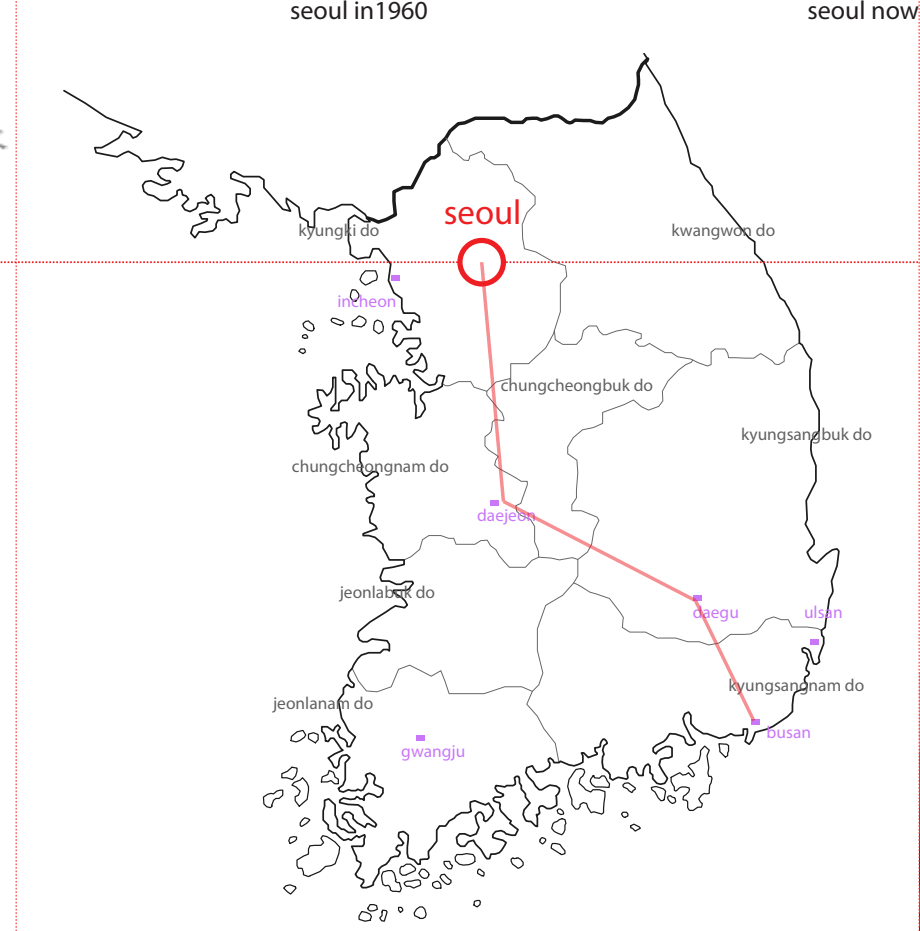 seoul in1960
seoul now
seoul
kyungki do
kwangwon do
incheon
chungcheongbuk do
kyungsangbuk do
chungcheongnam do
daejeon
jeonlabuk do
daegu
ulsan
kyungsangnam do
jeonlanam do
busan
gwangju